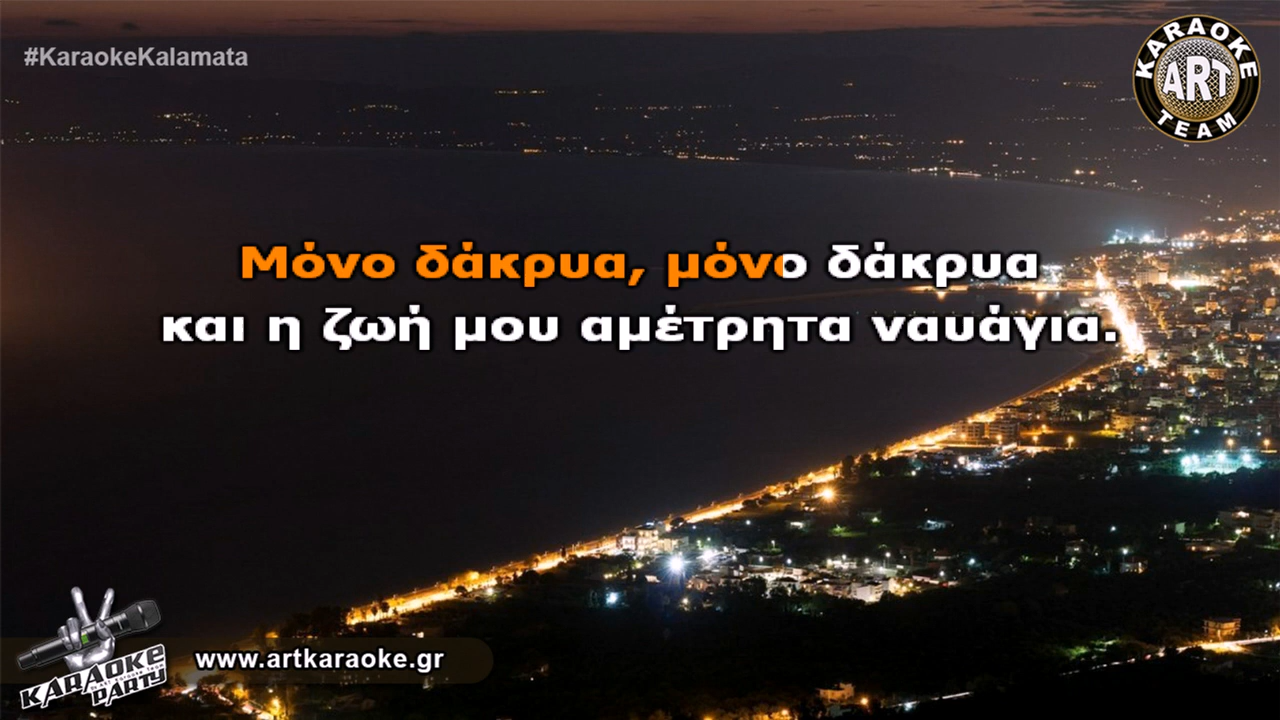 #KaraokeKalamata
KARAOKE
ART
TEAM
Μόνο δάκρυα, μόνο δάκρυα
και η ζωή μου αμέτρητα ναυάγια.
KARAOKE
PARTY
www.artkaraoke.gr